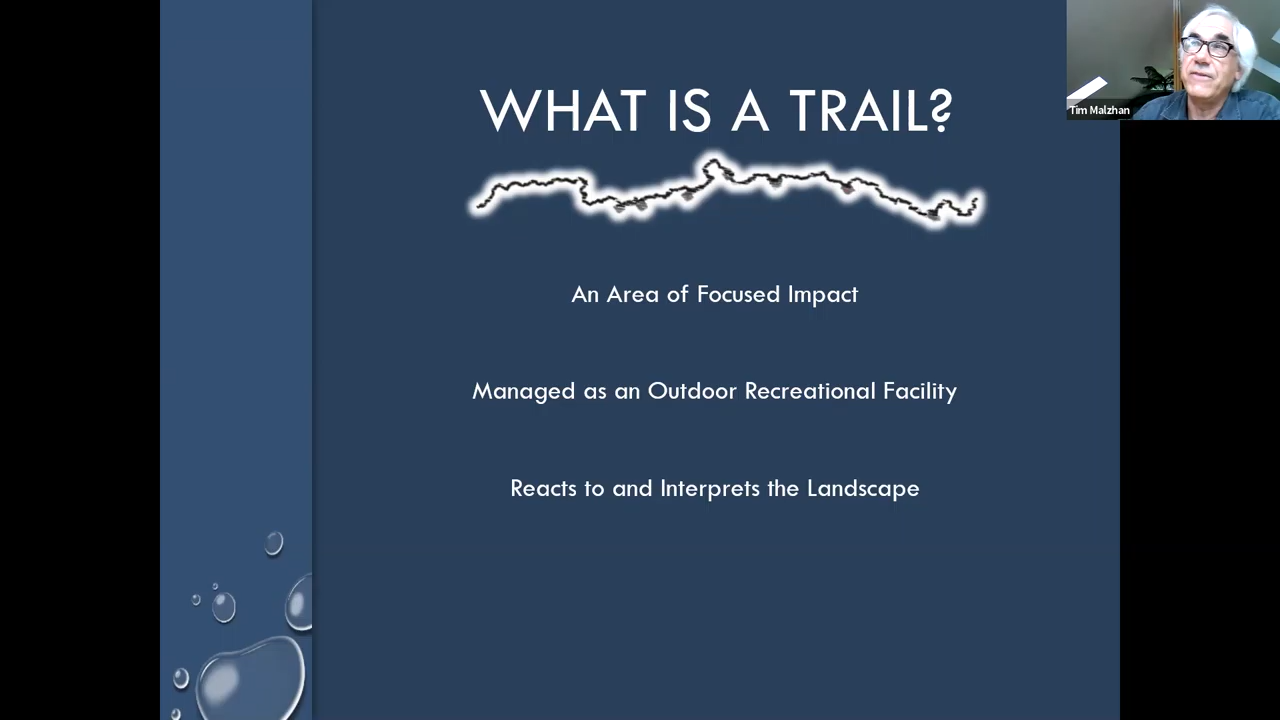 WHAT IS A TRAIL?
Tim Malzhan
An Area of Focused Impact
Managed as an Outdoor Recreational Facility
Reacts to and Interprets the Landscape